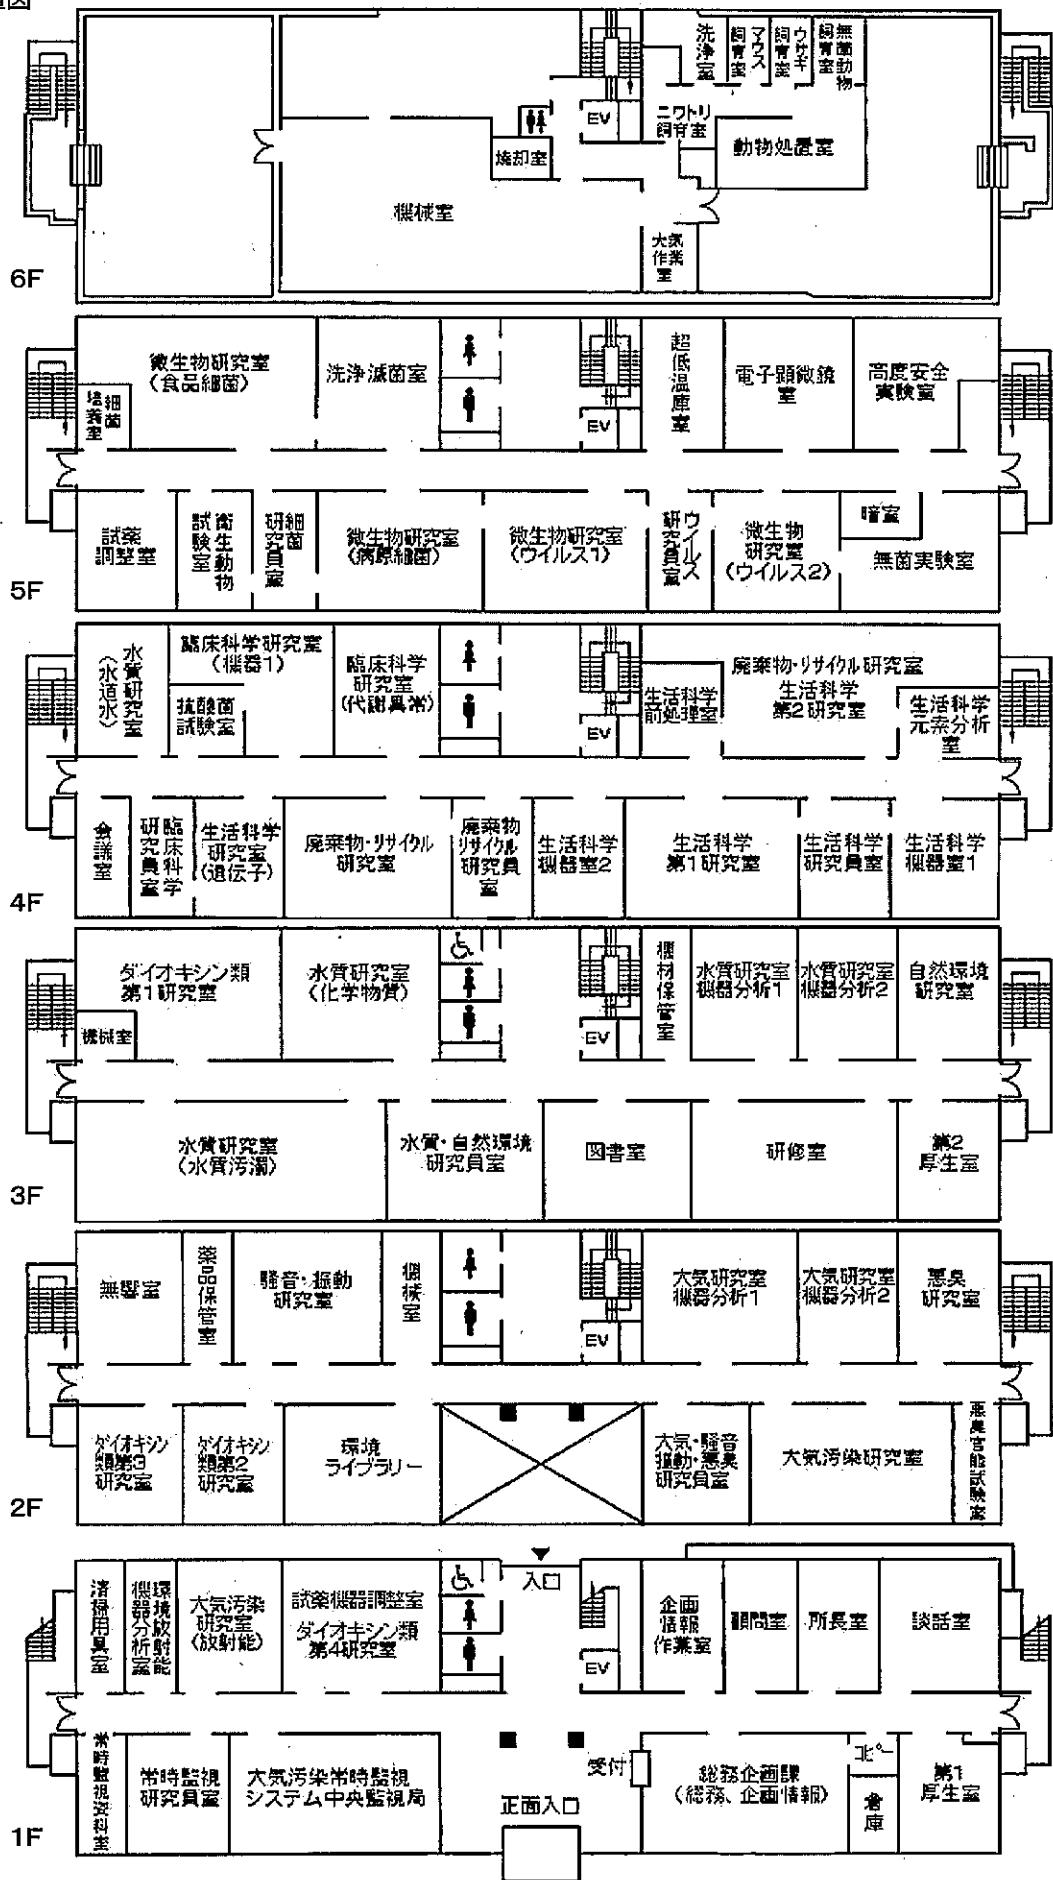 置図
洗浄室
マウス
飼育室
ウサギ
飼育室
無菌動物
飼育室
EV
ニワトリ
飼育室
動物処置室
焼却室
機械室
大気
作業
室
6F
微生物研究室
（食品細菌）
洗浄滅菌室
超低温庫室
電子顕微鏡
室
高度安全
実験室
細菌
培養室
EV
試薬
調整室
衛生動物
試験室
細菌
研究員室
微生物研究室
（病原細菌）
微生物研究室
（ウイルス1）
ウイルス
研究員室
微生物
研究室
（ウイルス2）
暗室
無菌実験室
5F
水質研究室
（水道水）
臨床科学研究室
（機器1）
抗酸菌
試験室
臨床科学
研究室
（代謝異常）
EV
生活科学
前処理室
廃棄物・リサイクル研究室
生活科学
第2研究室
生活科学
元素分析
室
会議室
臨床科学
研究員室
生活科学
研究室
（遺伝子）
廃棄物・リサイクル
研究室
廃棄物
リサイクル
研究員
室
生活科学
機器室2
生活科学
第1研究室
生活科学
研究員室
生活科学
機器室1
4F
ダイオキシン類
第1研究室
機械室
水質研究室
（化学物質）
EV
機材保管室
水質研究室
機器分析1
水質研究室
機器分析2
自然環境
研究室
水質研究室
（水質汚濁）
水質・自然環境
研究員室
図書室
研修室
第2
厚生室
3F
無響室
薬品保管室
騒音・振動
研究室
機械室
EV
大気研究室
機器分析1
大気研究室
機器分析2
悪臭
研究室
ダイオキシン
類第3
研究室
ダイオキシン
類第2
研究室
環境
ライブラリー
大気・騒音
振動・悪臭
研究員室
大気汚染研究室
悪臭官能試験室
2F
清掃用具室
環境放射能
機器分析室
大気汚染
研究室
（放射能）
試薬機器調整室
ダイオキシン類
第4研究室
入口
EV
企画
情報
作業室
顧問室
所長室
談話室
常時監視資料室
常時監視
研究員室
大気汚染常時監視
システム中央監視局
受付
総務企画課
（総務、企画情報）
コピー
倉庫
第1
厚生室
正面入口
1F